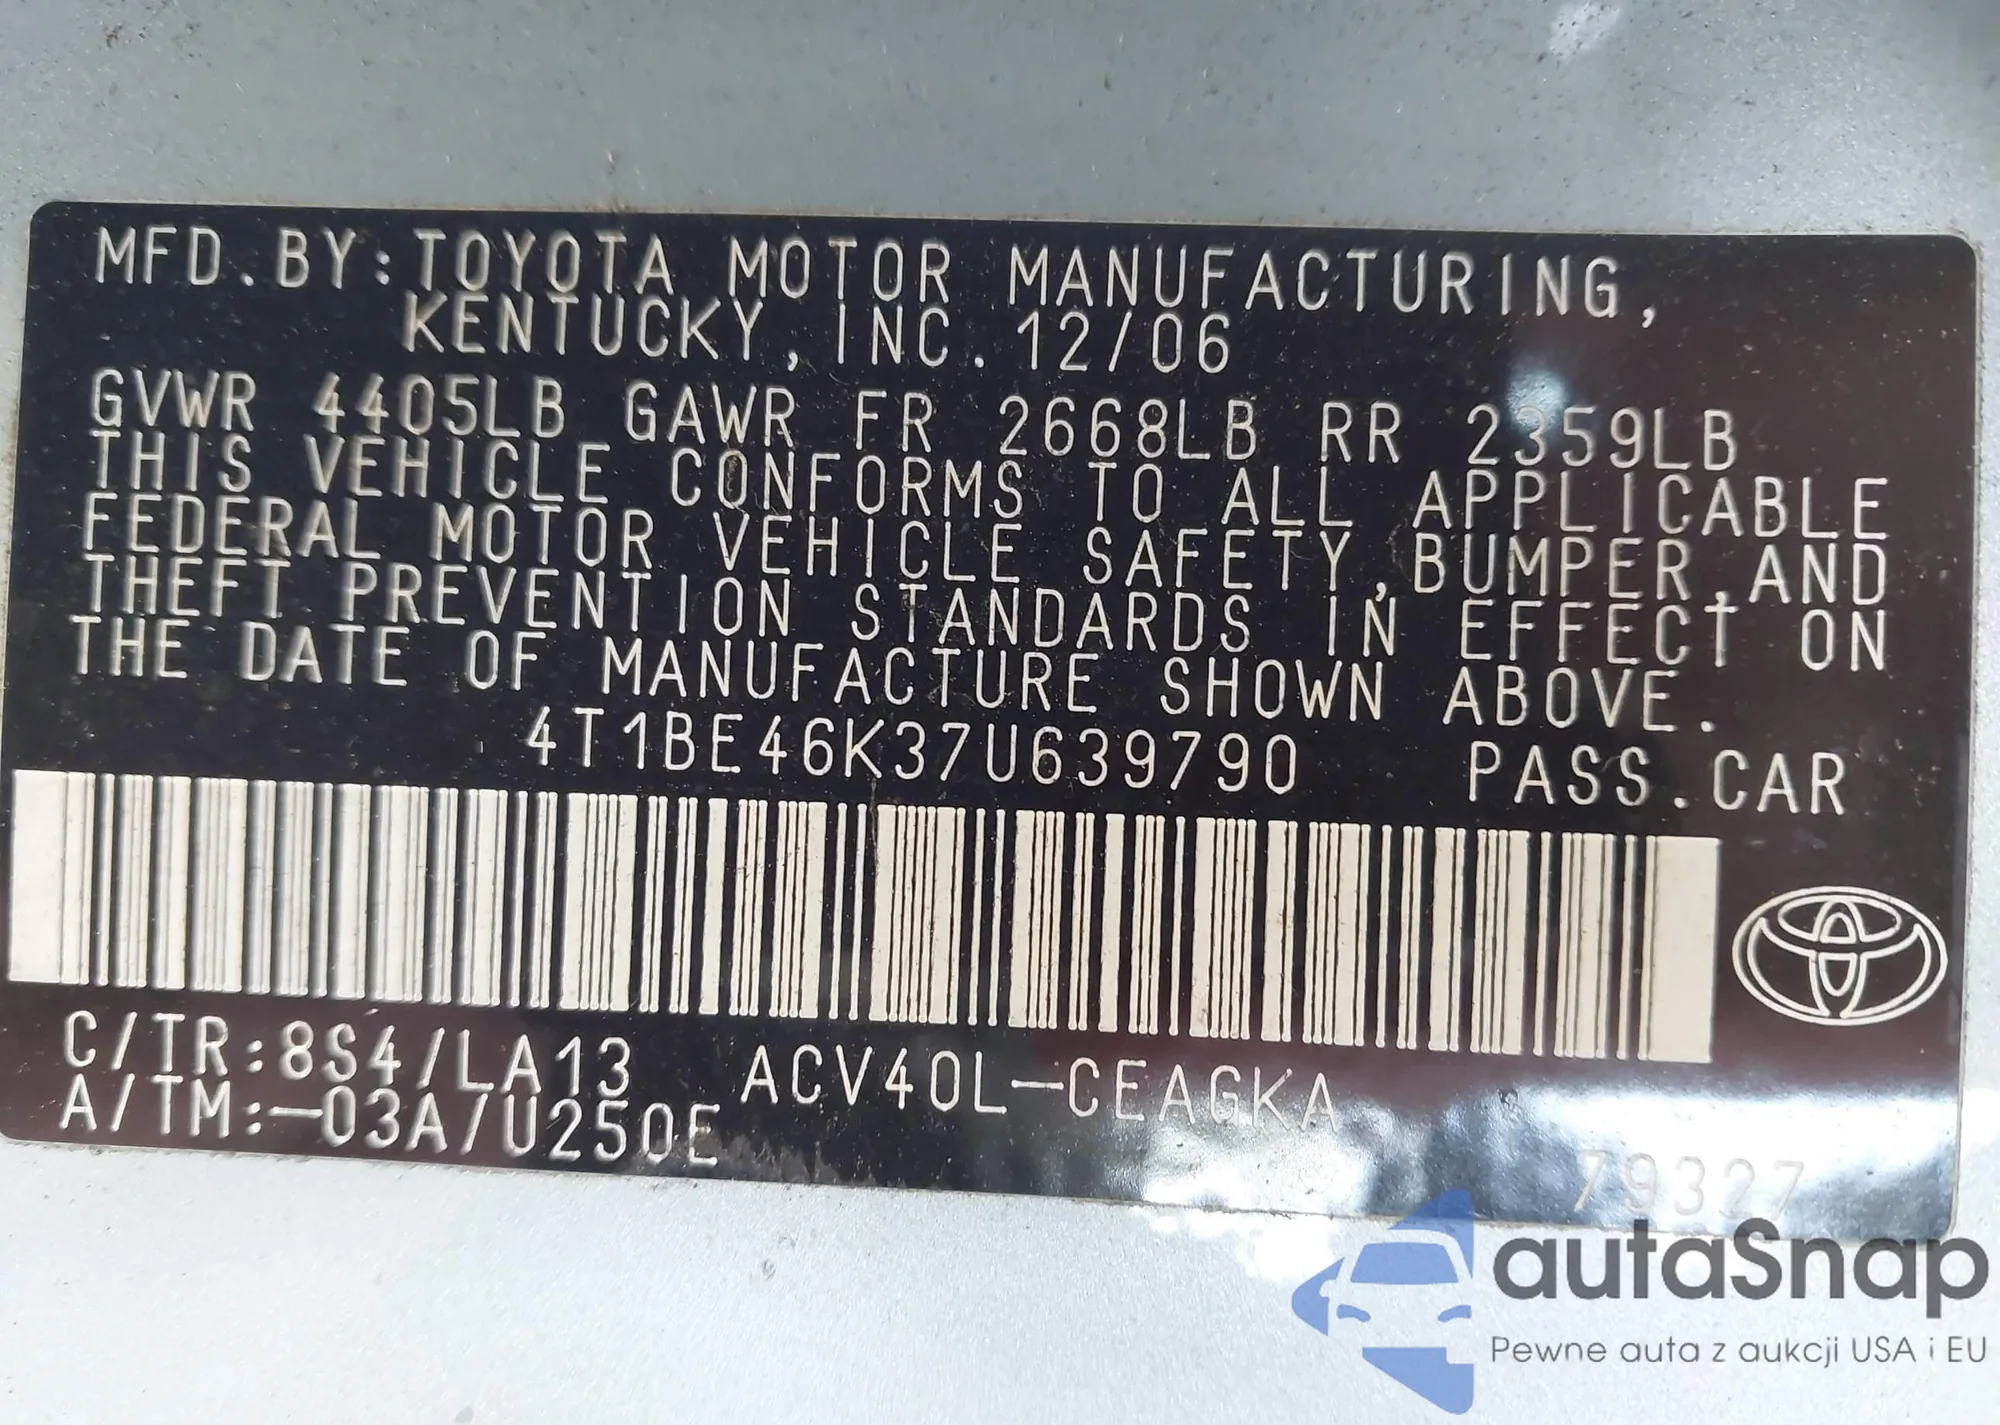 MFD.BY:TOYOTA MOTOR MANUFACTURING,
KENTUCKY, INC. 12/06
GVWR 4405LB GAWR FR 2668LB RR 2359LB
THIS VEHICLE CONFORMS TO ALL APPLICABLE
FEDERAL MOTOR VEHICLE SAFETY,BUMPER,AND
THEFT PREVENTION STANDARDS IN EFFECT ON
THE DATE OF MANUFACTURE SHOWN ABOVE.
4T1BE46K37U639790 PASS.CAR
C/TR:8S4/LA13 ACV40L-CEAGKA
A/TM:-03A/U250E
79327
autaSnap
Pewne auta z aukcji USA i EU